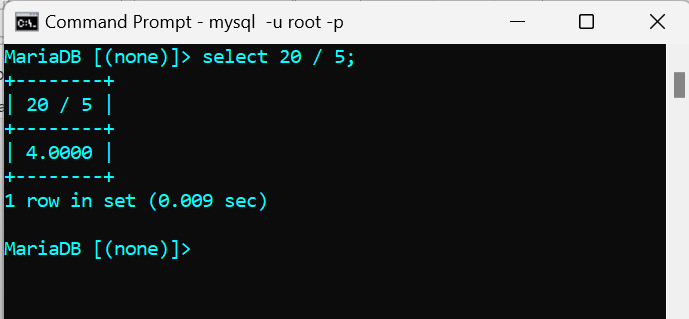 Command Prompt - mysql  -u root -p
MariaDB [(none)]> select 20 / 5;
+--------+
| 20 / 5 |
+--------+
| 4.0000 |
+--------+
1 row in set (0.009 sec)
MariaDB [(none)]>